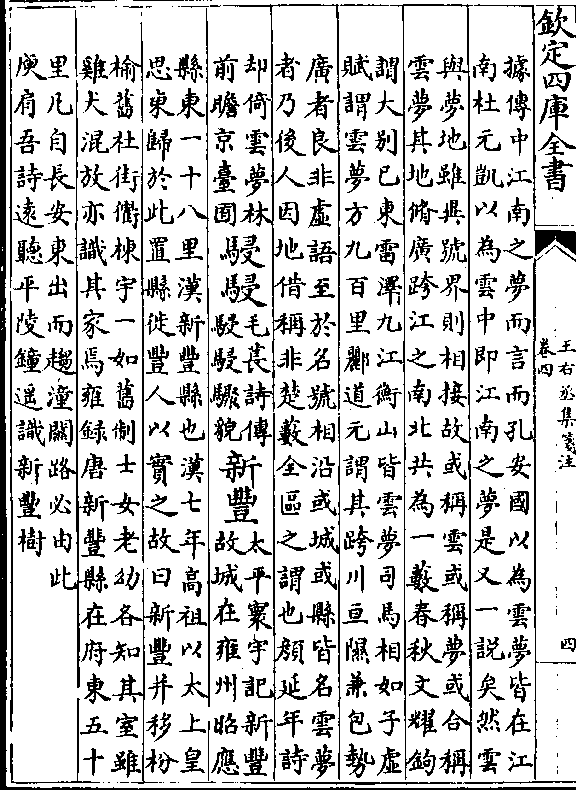 欽定四庫全書
王右丞集箋注
卷四
四
據傳中江南之夢而言而孔安國以為雲夢皆在江
南杜元凱以為雲中即江南之夢是又一說矣然雲
與夢地雖異號界則相接故或稱雲或稱夢或合稱
雲夢其地脩廣跨江之南北共為一藪春秋文耀鉤
謂大别已東雷澤九江衡山皆雲夢司馬相如子虛
賦謂雲夢方九百里酈道元謂其跨川亘隰兼包勢
廣者良非虛語至於名號相沿或城或縣皆名雲夢
者乃後人因地借稱非楚藪全區之謂也顏延年詩
却倚雲夢林
前瞻京臺囿
駸駸
毛萇詩傳
駸駸驟貌
新豐
太平寰宇記新豐
故城在雍州昭應
縣東一十八里漢新豐縣也漢七年高祖以太上皇
思東歸於此置縣徙豐人以實之故曰新豐并移枌
榆舊杜街衢棟宇一如舊制士女老幼各知其室雖
雞犬混放亦識其家焉雍録唐新豐縣在府東五十
里凡自長安東出而趨潼關路必由此
庾肩吾詩遠聽平陵鐘遥識新豐樹